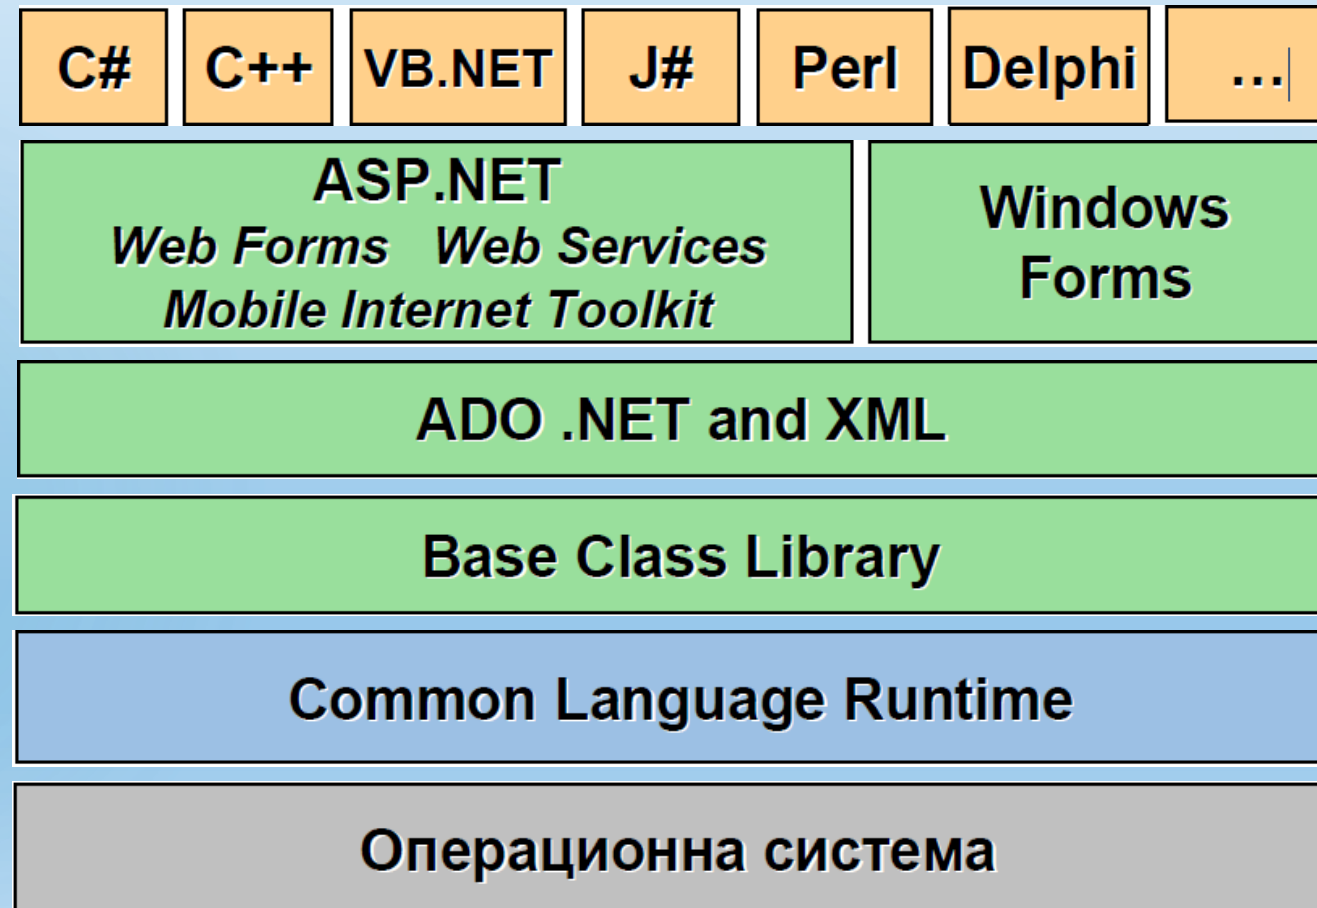 C# C++ VB.NET J# Perl Delphi ...
ASP.NET
Web Forms Web Services
Mobile Internet Toolkit
Windows
Forms
ADO .NET and XML
Base Class Library
Common Language Runtime
Операционна система